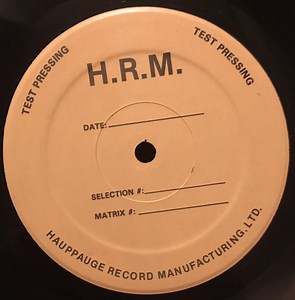 TEST PRESSING
TEST PRESSING
H.R.M.
DATE:
SELECTION #:
MATRIX #:
HAUPPAUGE RECORD MANUFACTURING, LTD.